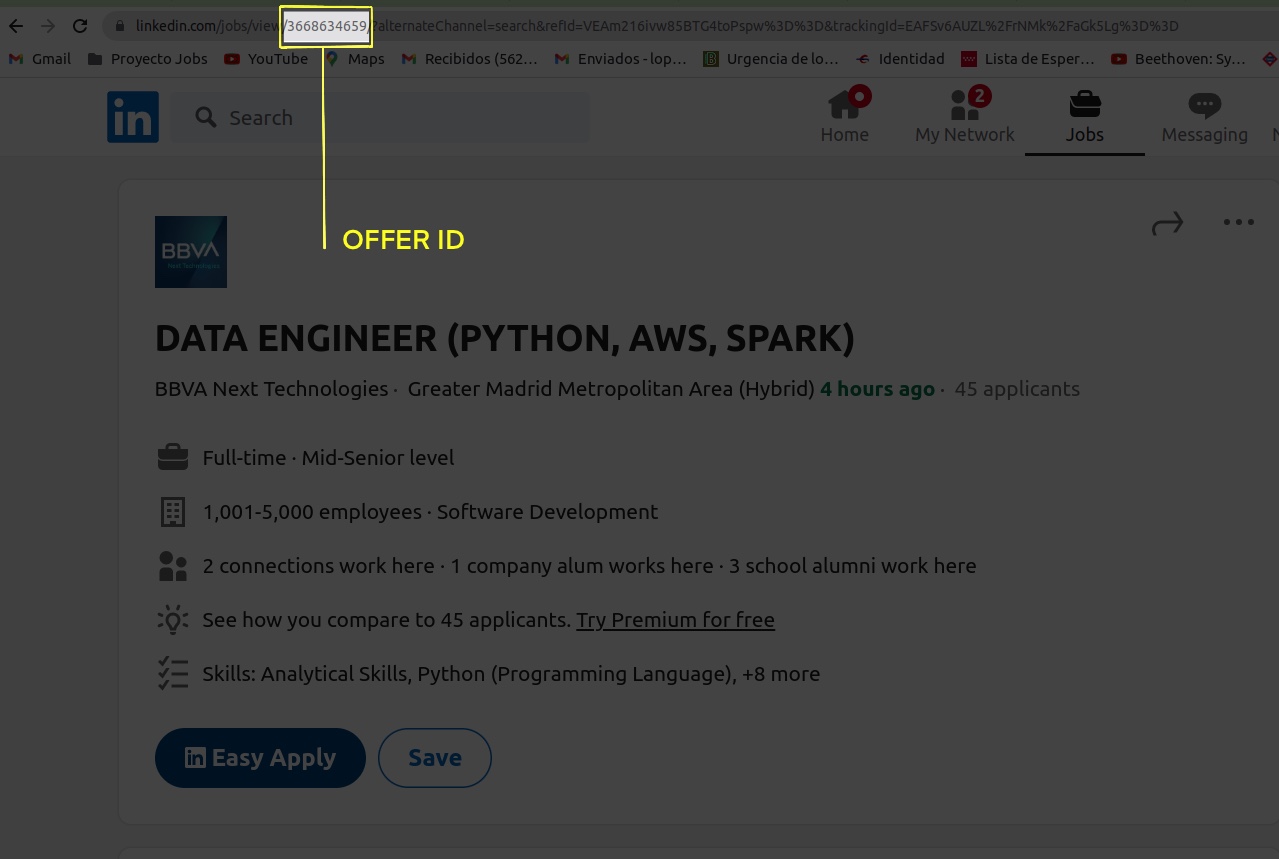 linkedin.com/jobs/view/3668634659/?alternateChannel=search&refId=VEAm216ivw85BTG4toPspw%3D%3D&trackingId=EAFSv6AUZL%2FrNMk%2FaGk5Lg%3D%3D
Gmail Proyecto Jobs YouTube Maps Recibidos (562... Enviados - lop... Urgencia de lo... Identidad Lista de Esper... Beethoven: Sy...
in Search
2
Home My Network Jobs Messaging
OFFER ID
BBVA
Next Technologies
DATA ENGINEER (PYTHON, AWS, SPARK)
BBVA Next Technologies · Greater Madrid Metropolitan Area (Hybrid) 4 hours ago · 45 applicants
Full-time · Mid-Senior level
1,001-5,000 employees · Software Development
2 connections work here · 1 company alum works here · 3 school alumni work here
See how you compare to 45 applicants. Try Premium for free
Skills: Analytical Skills, Python (Programming Language), +8 more
in Easy Apply Save